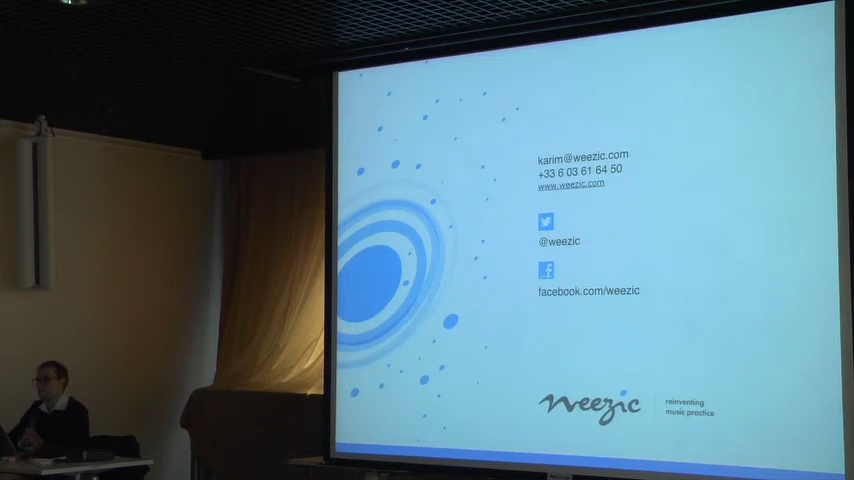 karim@weezic.com
+33 6 03 61 64 50
www.weezic.com
@weezic
facebook.com/weezic
weezic
reinventing
music practice